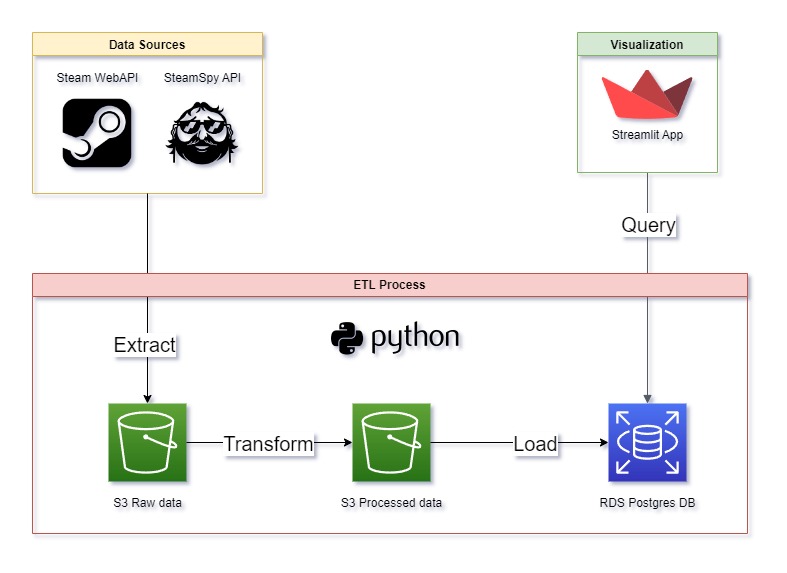 Data Sources
Visualization
Steam WebAPI
SteamSpy API
Streamlit App
Query
ETL Process
Extract
python
Transform
Load
S3 Raw data
S3 Processed data
RDS Postgres DB